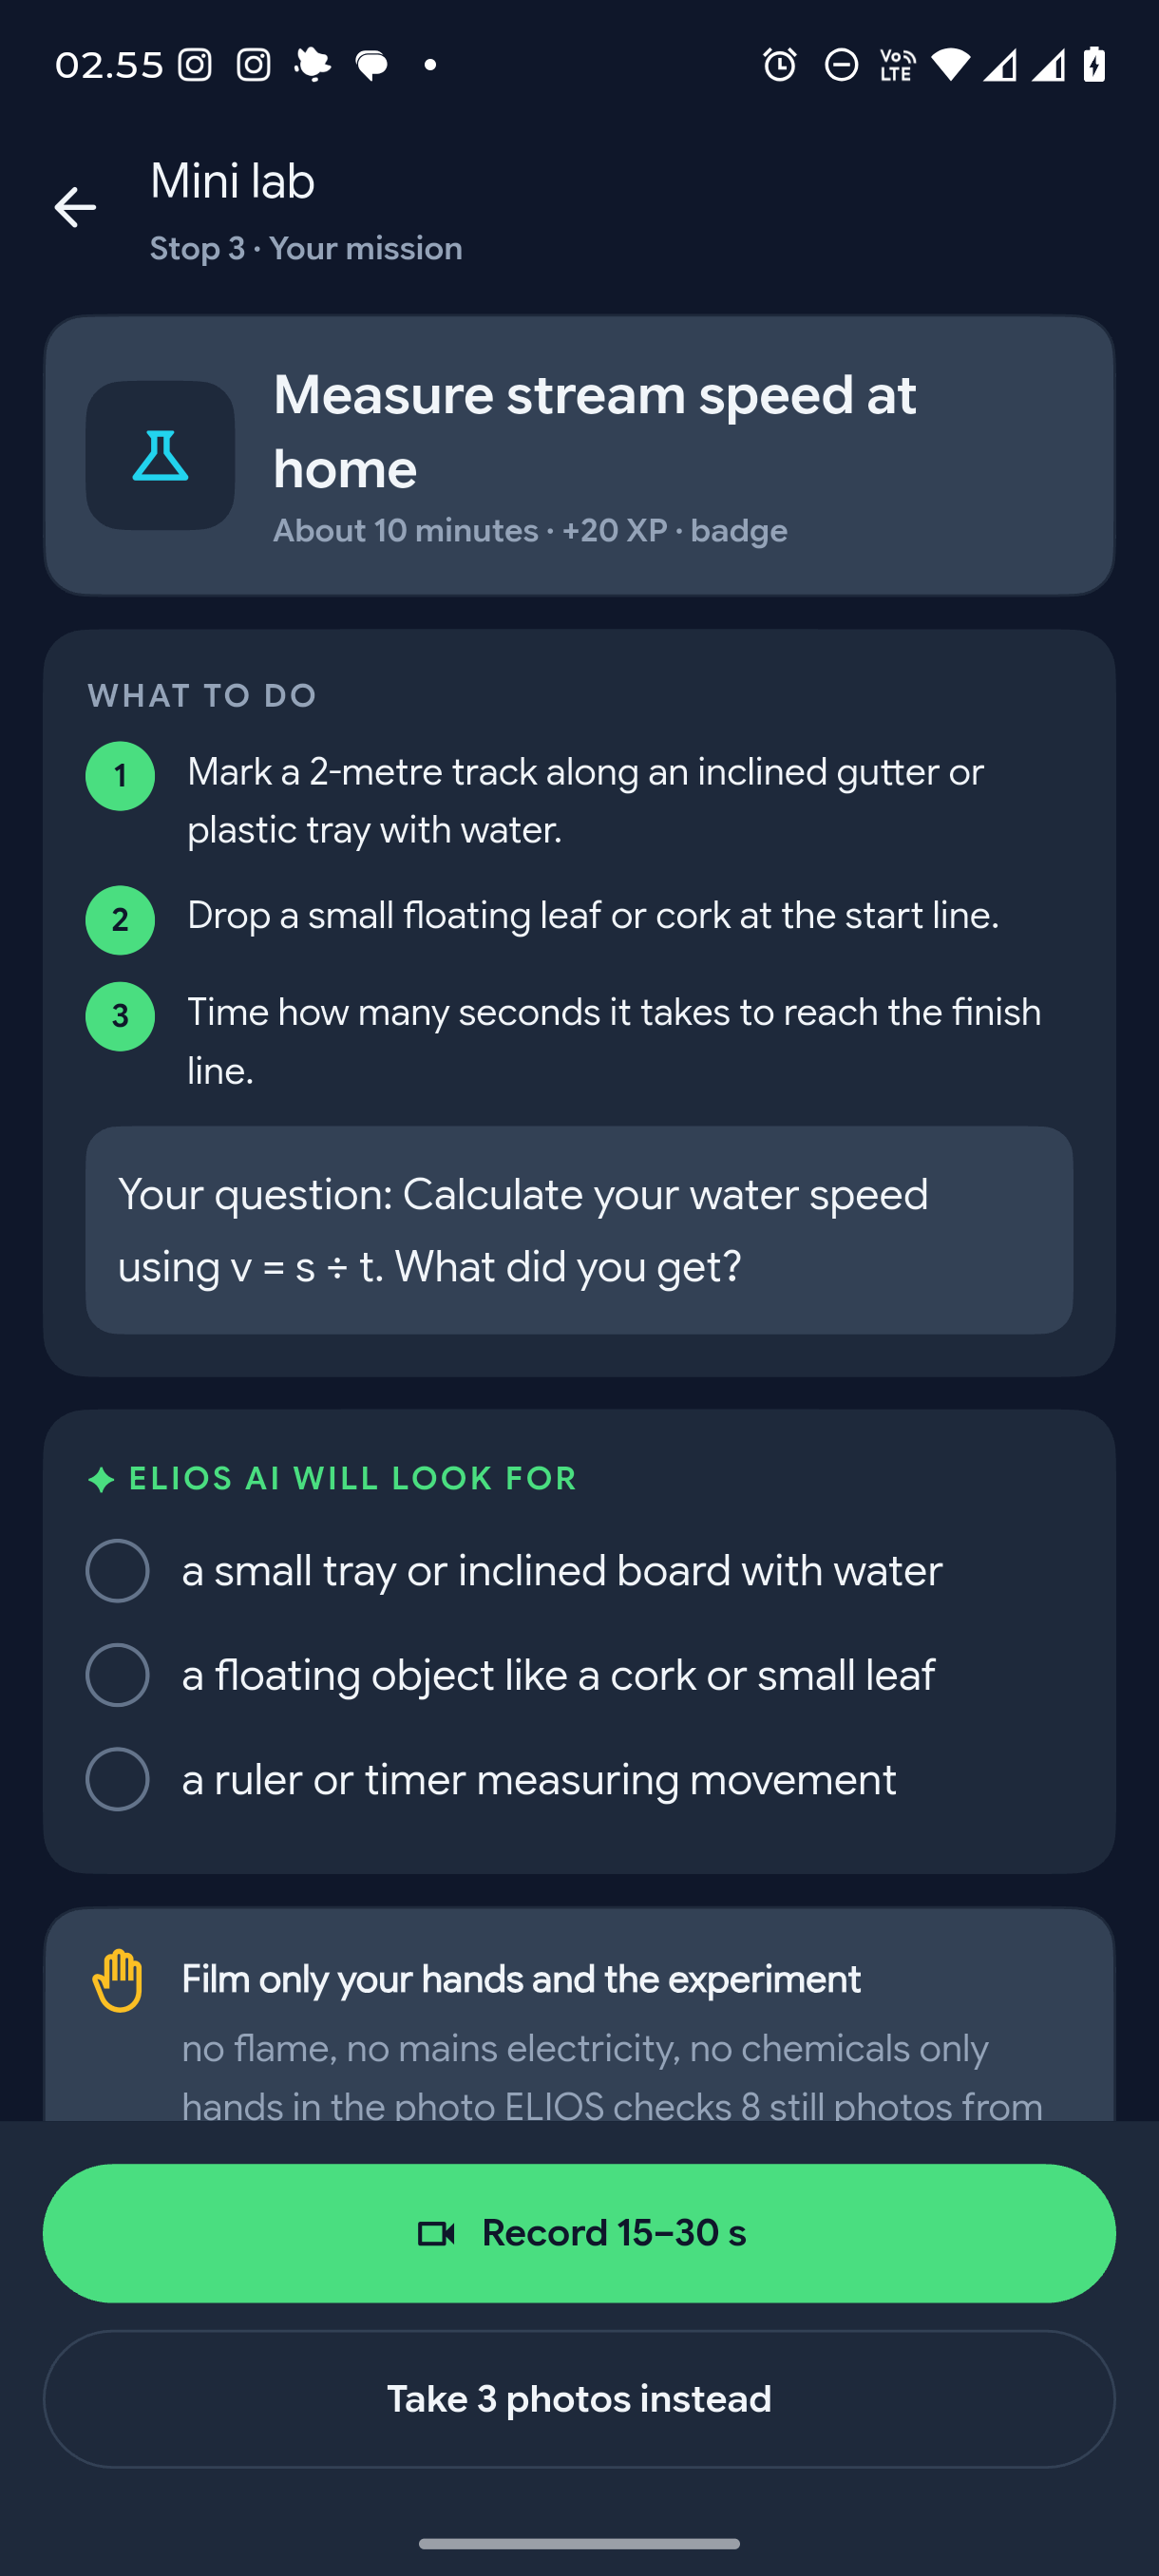 02.55
VoLTE
Mini lab
Stop 3 · Your mission
Measure stream speed at
home
About 10 minutes · +20 XP · badge
WHAT TO DO
1 Mark a 2-metre track along an inclined gutter or
plastic tray with water.
2 Drop a small floating leaf or cork at the start line.
3 Time how many seconds it takes to reach the finish
line.
Your question: Calculate your water speed
using v = s ÷ t. What did you get?
ELIOS AI WILL LOOK FOR
a small tray or inclined board with water
a floating object like a cork or small leaf
a ruler or timer measuring movement
Film only your hands and the experiment
no flame, no mains electricity, no chemicals only
hands in the photo ELIOS checks 8 still photos from
Record 15–30 s
Take 3 photos instead